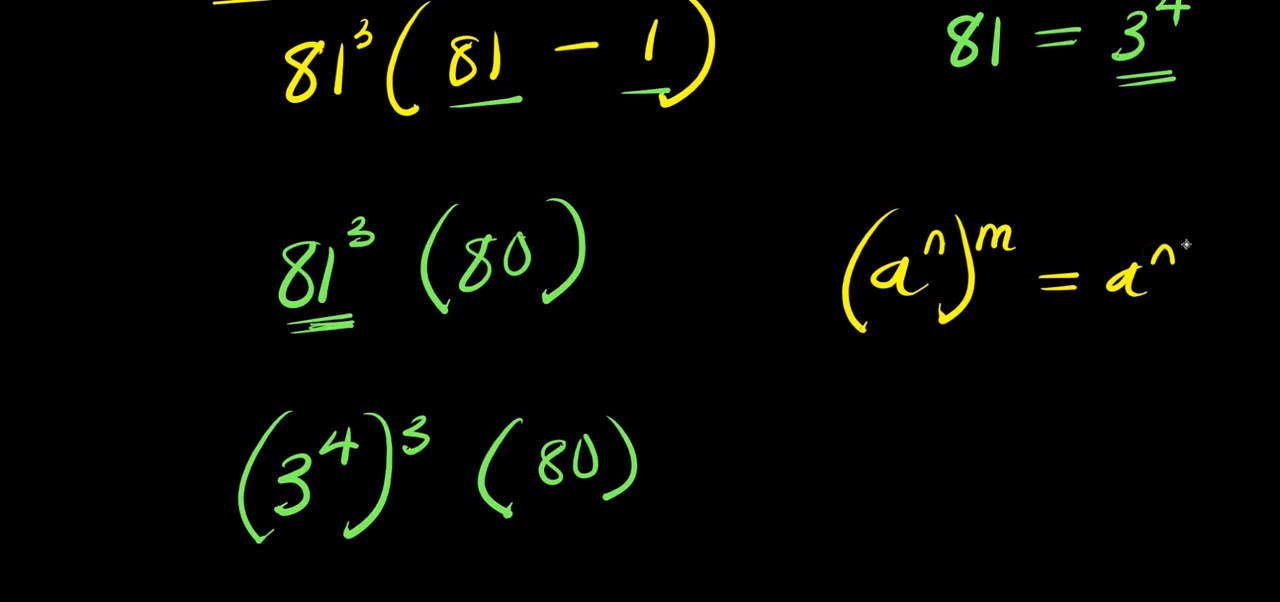 81³(81 − 1)
81 = 3⁴
81³ (80)
(aⁿ)ᵐ = aⁿ
(3⁴)³ (80)